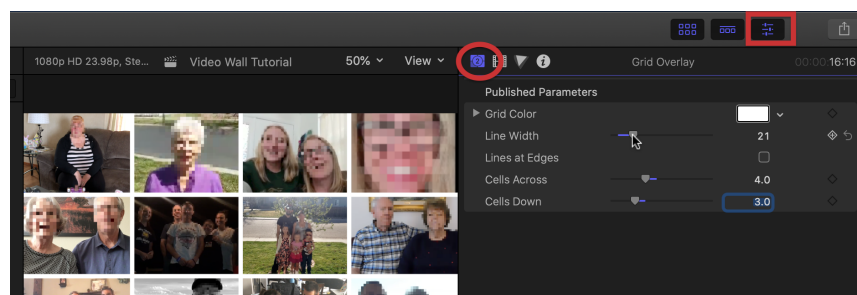 1080p HD 23.98p, Ste... Video Wall Tutorial 50% View Grid Overlay 00:00:16:16
Published Parameters
Grid Color
Line Width 21
Lines at Edges
Cells Across 4.0
Cells Down 3.0